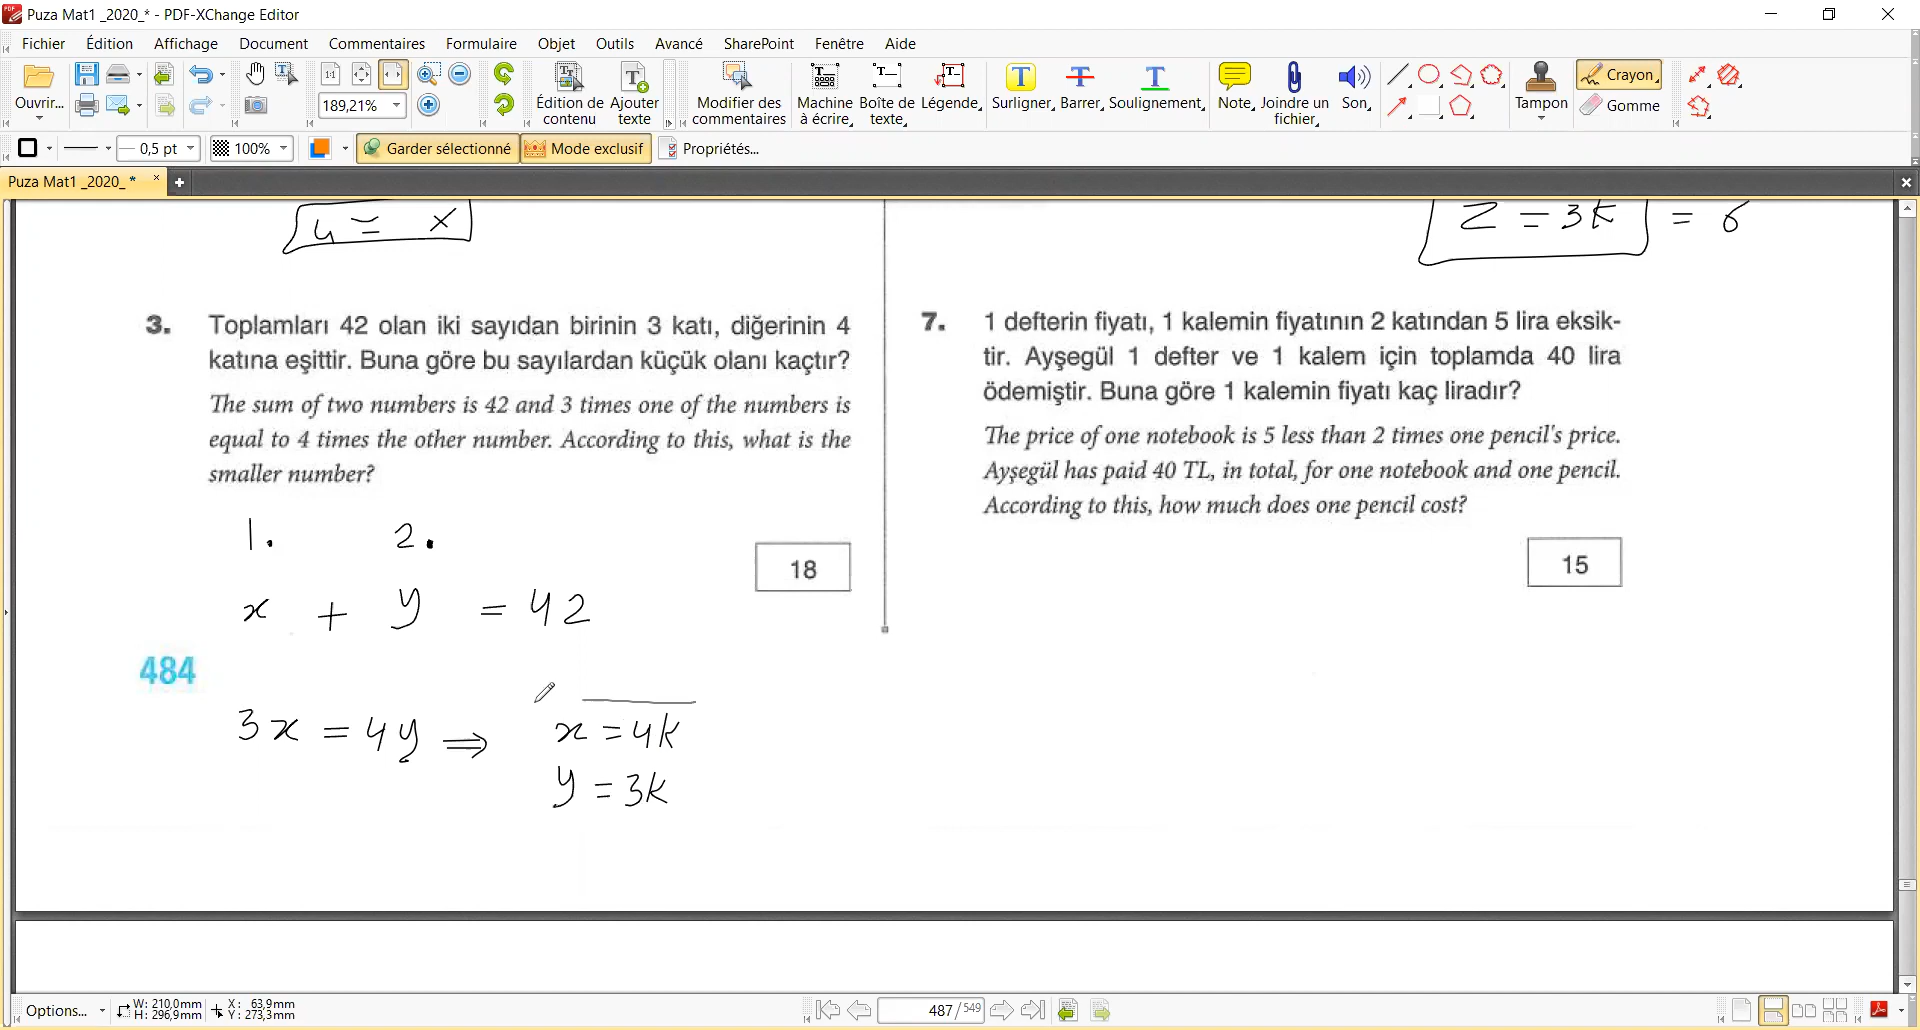 Puza Mat1 _2020_* - PDF-XChange Editor
Fichier Édition Affichage Document Commentaires Formulaire Objet Outils Avancé SharePoint Fenêtre Aide
Ouvrir...
1:1
189,21%
Édition de contenu
Ajouter texte
Modifier des commentaires
Machine à écrire
Boîte de texte
Légende
Surligner
Barrer
Soulignement
Note
Joindre un fichier
Son
Tampon
Crayon
Gomme
0,5 pt 100% Garder sélectionné Mode exclusif Propriétés...
Puza Mat1 _2020_ *
y = x
3. Toplamları 42 olan iki sayıdan birinin 3 katı, diğerinin 4
katına eşittir. Buna göre bu sayılardan küçük olanı kaçtır?
The sum of two numbers is 42 and 3 times one of the numbers is
equal to 4 times the other number. According to this, what is the
smaller number?
1. 2.
18
x + y = 42
484
3x = 4y ⇒ x = 4k
y = 3k
z = 3k = 6
7. 1 defterin fiyatı, 1 kalemin fiyatının 2 katından 5 lira eksik-
tir. Ayşegül 1 defter ve 1 kalem için toplamda 40 lira
ödemiştir. Buna göre 1 kalemin fiyatı kaç liradır?
The price of one notebook is 5 less than 2 times one pencil's price.
Ayşegül has paid 40 TL, in total, for one notebook and one pencil.
According to this, how much does one pencil cost?
15
Options... W: 210,0mm X: 63,9mm
H: 296,9mm Y: 273,3mm
487 / 549